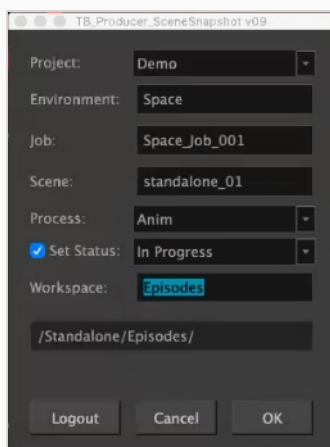 TB_Producer_SceneSnapshot v09
Project: Demo
Environment: Space
Job: Space_Job_001
Scene: standalone_01
Process: Anim
Set Status: In Progress
Workspace: Episodes
/Standalone/Episodes/
Logout Cancel OK